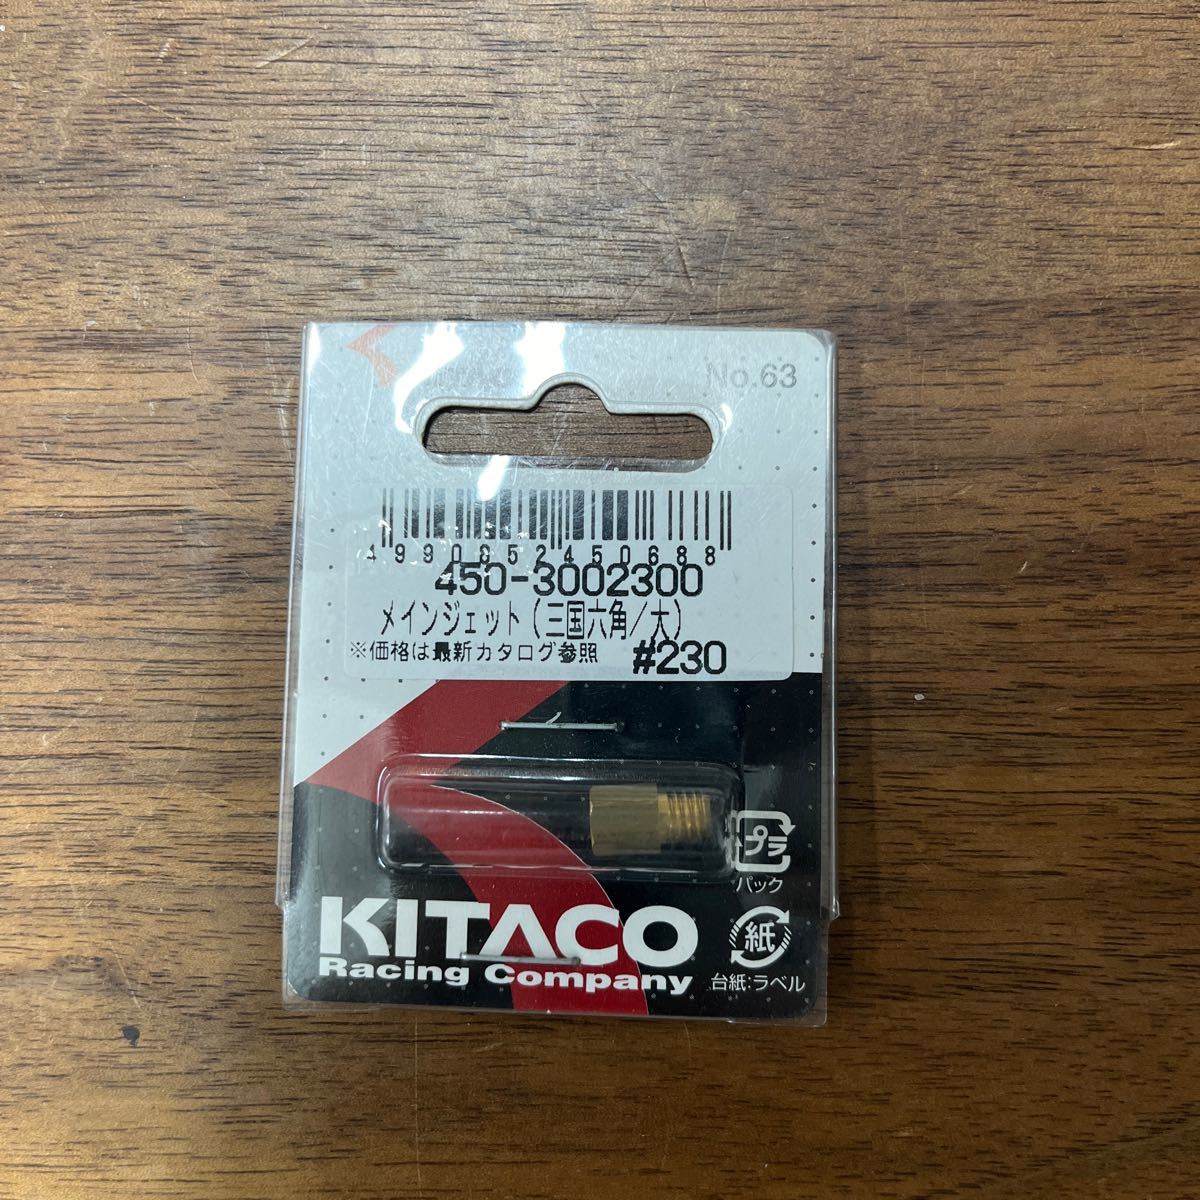 No.63
4990852450688
450-3002300
メインジェット(三国六角/大)
※価格は最新カタログ参照 #230
プラ
パック
KITACO
Racing Company
紙
台紙:ラベル